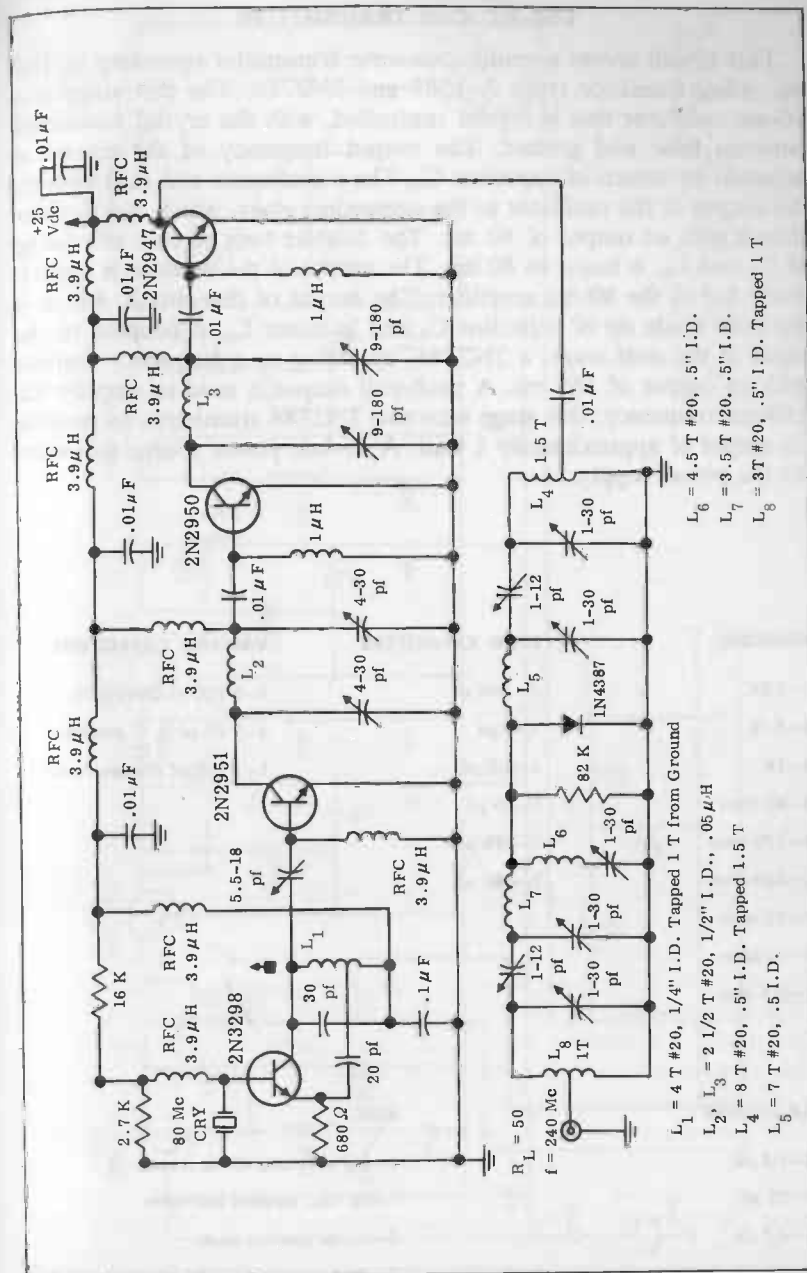 16 K
RFC
3.9μH
RFC
3.9μH
RFC
3.9μH
+25
Vdc
.01μF
.01μF
.01μF
.01μF
2.7 K
RFC
3.9μH
RFC
3.9μH
RFC
3.9μH
RFC
3.9μH
RFC
3.9μH
80 Mc
CRY
2N3298
30
pf
L1
5.5-18
pf
2N2951
L2
.01μF
2N2950
L3
.01μF
2N2947
680 Ω
20 pf
.1μF
RFC
3.9μH
4-30
pf
4-30
pf
1μH
9-180
pf
9-180
pf
1μH
RL = 50
f = 240 Mc
L8
1T
1-12
pf
1-30
pf
1-30
pf
L7
L6
1-30
pf
82 K
1N4387
L5
1-30
pf
1-12
pf
1-30
pf
L4
1.5 T
.1μF
L1 = 4 T #20, 1/4" I.D. Tapped 1 T from Ground
L2, L3 = 2 1/2 T #20, 1/2" I.D., .05μH
L4 = 8 T #20, .5" I.D. Tapped 1.5 T
L5 = 7 T #20, .5 I.D.
L6 = 4.5 T #20, .5" I.D.
L7 = 3.5 T #20, .5" I.D.
L8 = 3T #20, .5" I.D. Tapped 1 T